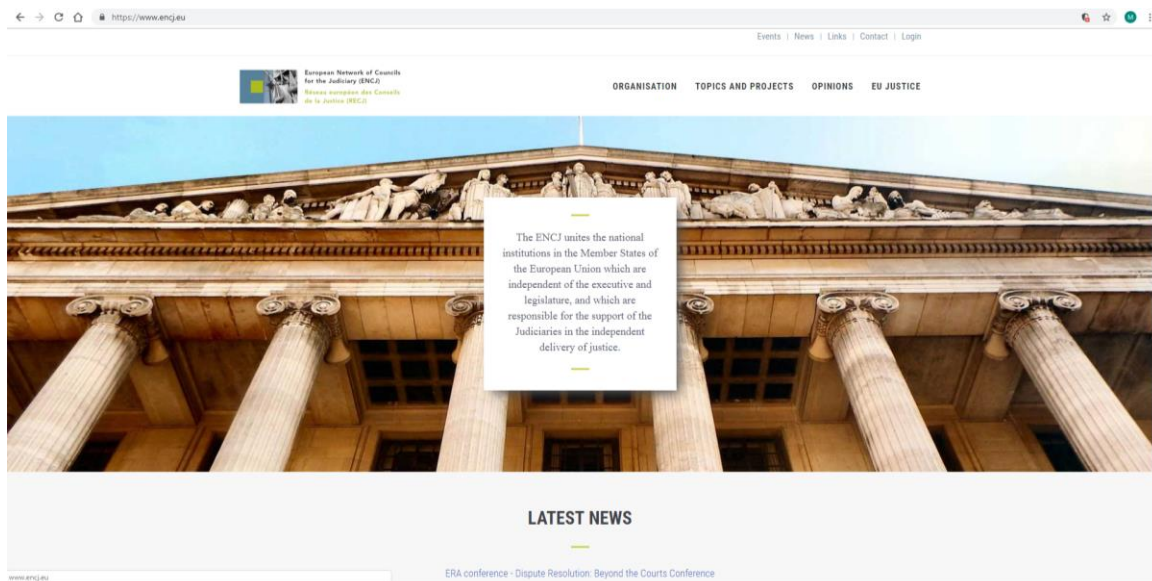 https://www.encj.eu
Events | News | Links | Contact | Login
European Network of Councils
for the Judiciary (ENCJ)
Réseau européen des Conseils
de la Justice (RECJ)
ORGANISATION TOPICS AND PROJECTS OPINIONS EU JUSTICE
The ENCJ unites the national
institutions in the Member States of
the European Union which are
independent of the executive and
legislature, and which are
responsible for the support of the
Judiciaries in the independent
delivery of justice.
LATEST NEWS
ERA conference - Dispute Resolution: Beyond the Courts Conference
www.encj.eu